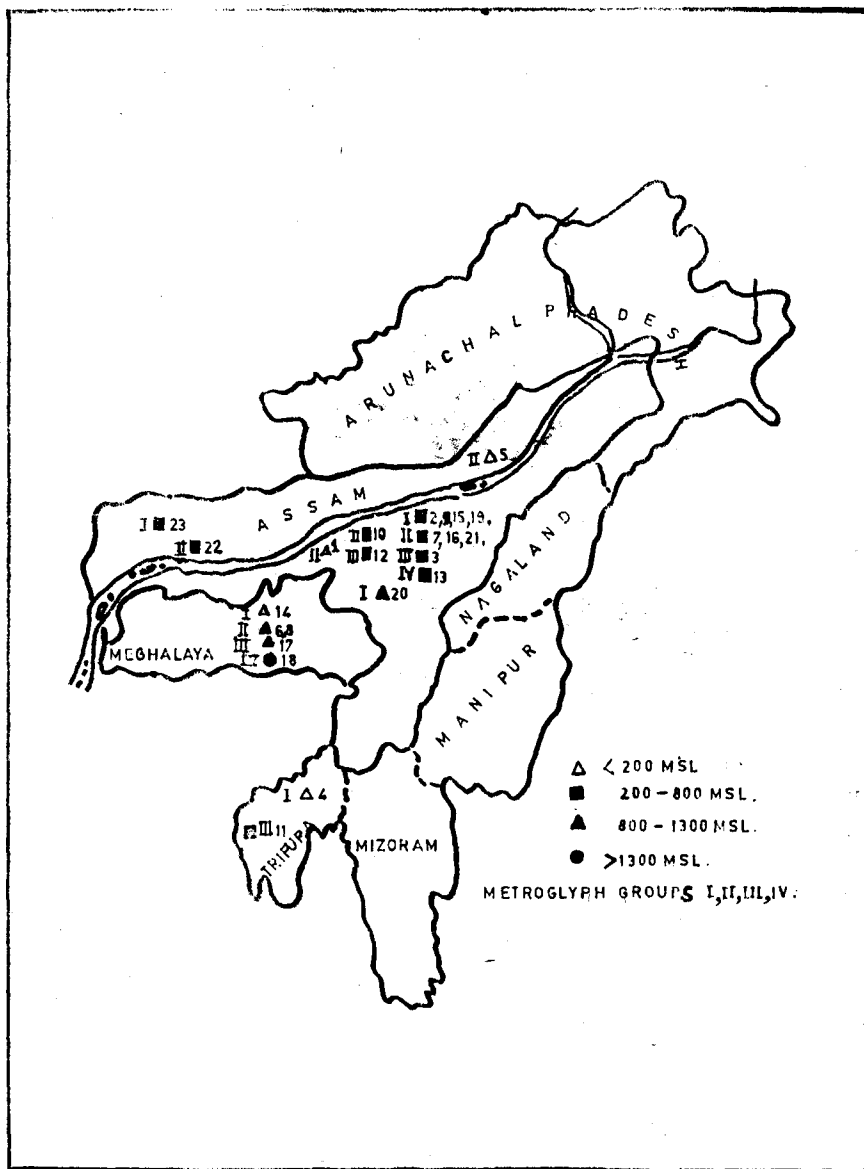 ARUNACHAL PRADESH
II △ 5
ASSAM
I ■ 23
II ■ 22
II △ 1
II ■ 10
III ■ 12
I ■ 2,9,15,19.
II ■ 7,16,21.
III ■ 3
IV ■ 13
I ▲ 20
NAGALAND
I △ 14
II ▲ 6,8
III ▲ 17
● 18
MEGHALAYA
MANIPUR
I △ 4
III 11
TRIPURA
MIZORAM
△ < 200 MSL
■ 200-800 MSL.
▲ 800-1300 MSL.
● >1300 MSL.
METROGLYPH GROUPS I,II,III,IV.